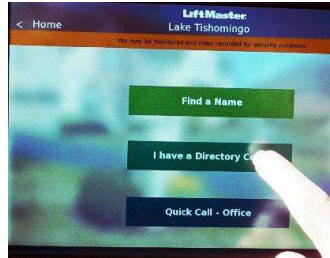 LiftMaster
< Home
Lake Tishomingo
You may be monitored and video recorded for security purposes.
Find a Name
I have a Directory Co
Quick Call - Office